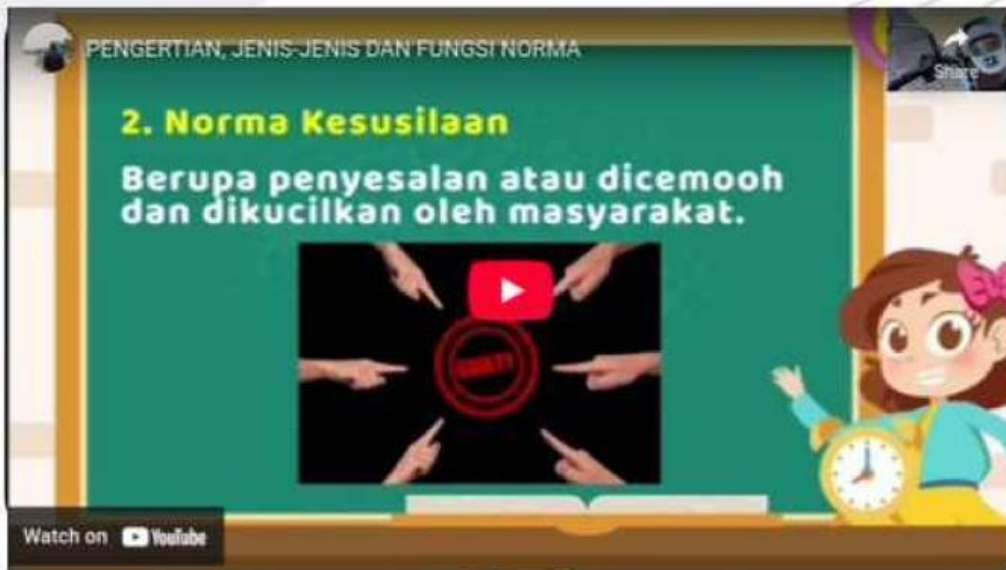 PENGERTIAN, JENIS-JENIS DAN FUNGSI NORMA
Share
2. Norma Kesusilaan
Berupa penyesalan atau dicemooh
dan dikucilkan oleh masyarakat.
Watch on YouTube